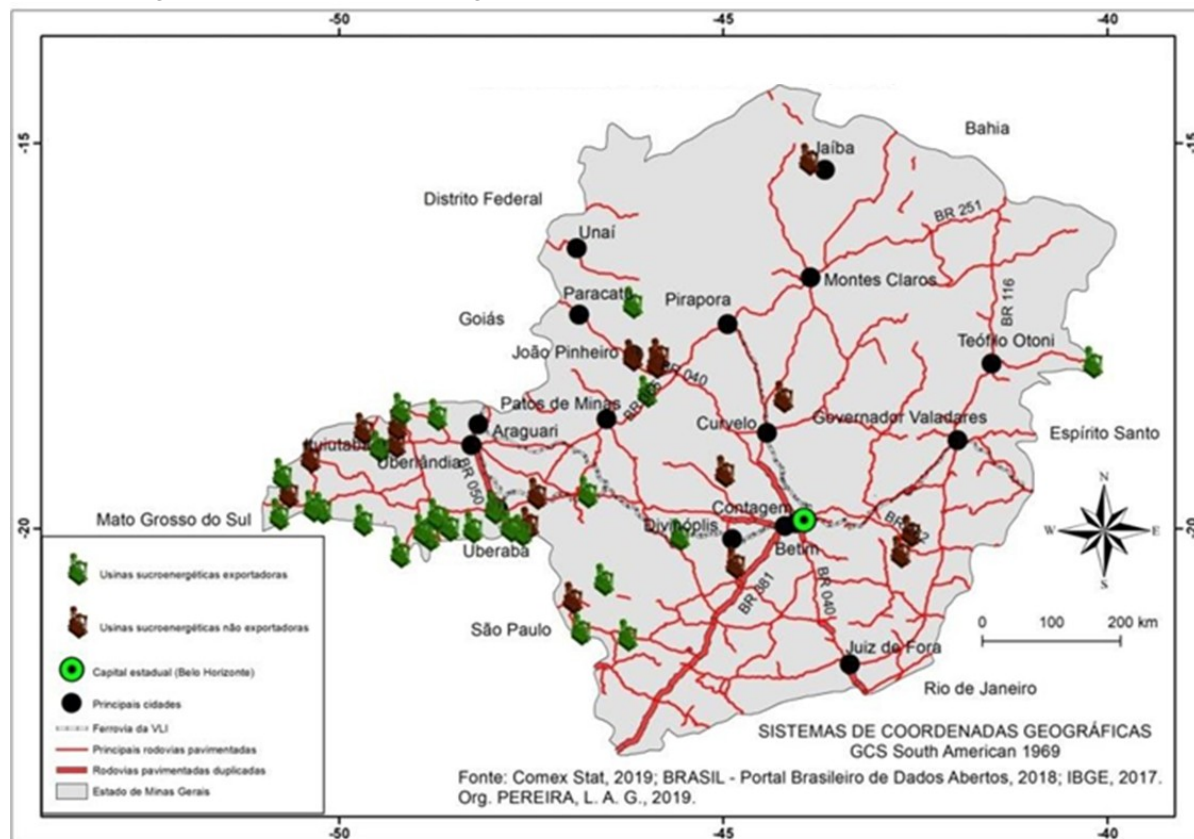 -50
-45
-40
-15
-15
Bahia
Jaíba
Distrito Federal
BR 251
Unaí
Montes Claros
Paracatu
Pirapora
BR 116
Goiás
Teófilo Otoni
João Pinheiro
BR 040
Patos de Minas
Curvelo
Governador Valadares
Araguari
Espírito Santo
Ituiutaba
Uberlândia
BR 050
Contagem
Mato Grosso do Sul
-20
-20
Divinóplis
Uberaba
Betim
N
W
E
S
BR 381
BR 040
São Paulo
0
100
200 km
Juiz de Fora
Rio de Janeiro
Usinas sucroenergéticas exportadoras
Usinas sucroenergéticas não exportadoras
Capital estadual (Belo Horizonte)
Principais cidades
Ferrovia da VLI
Principais rodovias pavimentadas
Rodovias pavimentadas duplicadas
Estado de Minas Gerais
SISTEMAS DE COORDENADAS GEOGRÁFICAS
GCS South American 1969
Fonte: Comex Stat, 2019; BRASIL - Portal Brasileiro de Dados Abertos, 2018; IBGE, 2017.
Org. PEREIRA, L. A. G., 2019.
-50
-45
-40